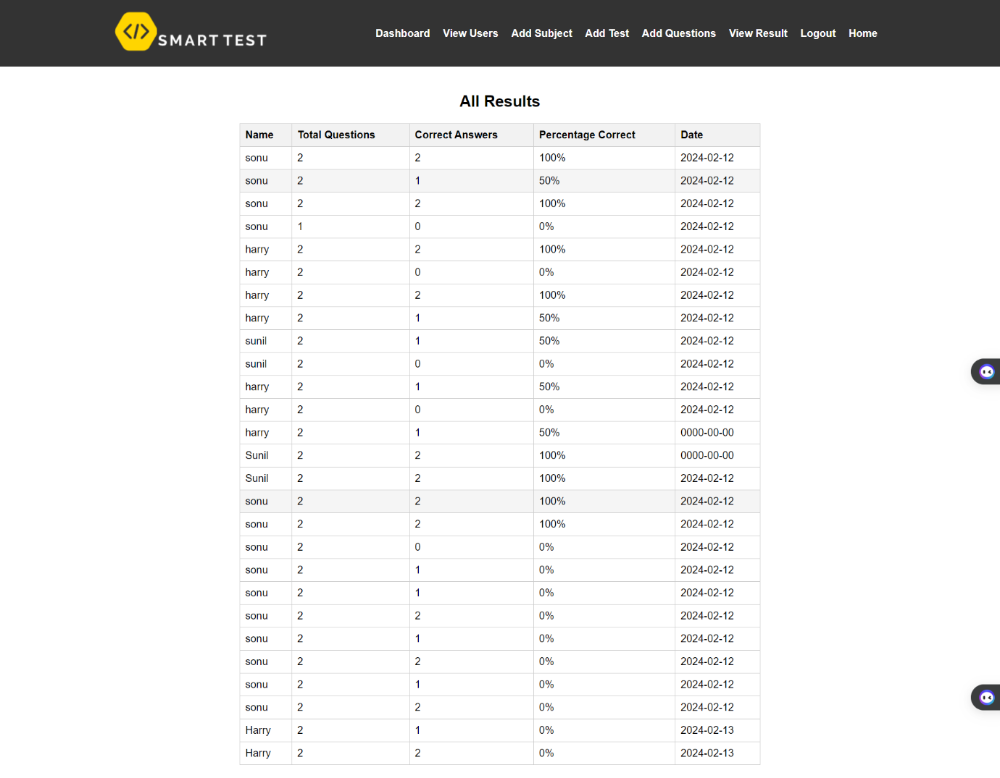 </> SMART TEST
Dashboard View Users Add Subject Add Test Add Questions View Result Logout Home
All Results
Name Total Questions Correct Answers Percentage Correct Date
sonu 2 2 100% 2024-02-12
sonu 2 1 50% 2024-02-12
sonu 2 2 100% 2024-02-12
sonu 1 0 0% 2024-02-12
harry 2 2 100% 2024-02-12
harry 2 0 0% 2024-02-12
harry 2 2 100% 2024-02-12
harry 2 1 50% 2024-02-12
sunil 2 1 50% 2024-02-12
sunil 2 0 0% 2024-02-12
harry 2 1 50% 2024-02-12
harry 2 0 0% 2024-02-12
harry 2 1 50% 0000-00-00
Sunil 2 2 100% 0000-00-00
Sunil 2 2 100% 2024-02-12
sonu 2 2 100% 2024-02-12
sonu 2 2 100% 2024-02-12
sonu 2 0 0% 2024-02-12
sonu 2 1 0% 2024-02-12
sonu 2 1 0% 2024-02-12
sonu 2 2 0% 2024-02-12
sonu 2 1 0% 2024-02-12
sonu 2 2 0% 2024-02-12
sonu 2 1 0% 2024-02-12
sonu 2 2 0% 2024-02-12
Harry 2 1 0% 2024-02-13
Harry 2 2 0% 2024-02-13